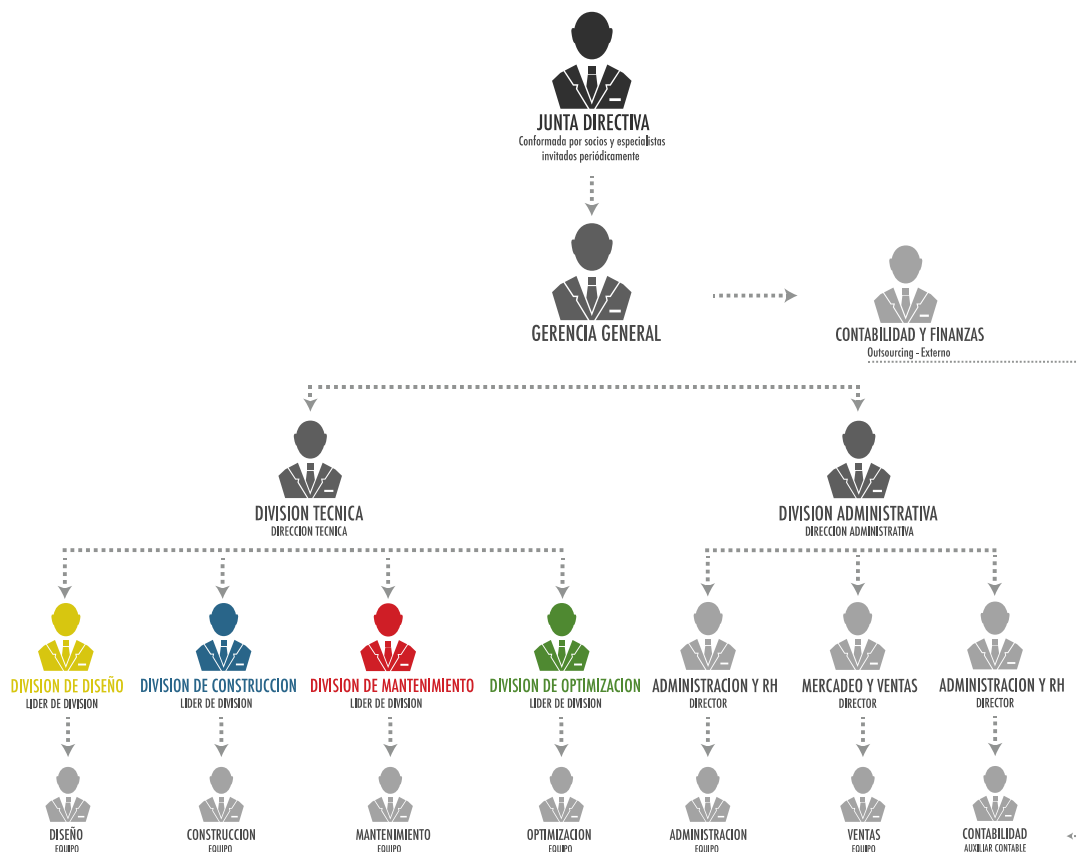 JUNTA DIRECTIVA
Conformada por socios y especialistas
invitados periódicamente
GERENCIA GENERAL
CONTABILIDAD Y FINANZAS
Outsourcing - Externo
DIVISION TECNICA
DIRECCION TECNICA
DIVISION ADMINISTRATIVA
DIRECCION ADMINISTRATIVA
DIVISION DE DISEÑO
LIDER DE DIVISION
DIVISION DE CONSTRUCCION
LIDER DE DIVISION
DIVISION DE MANTENIMIENTO
LIDER DE DIVISION
DIVISION DE OPTIMIZACION
LIDER DE DIVISION
ADMINISTRACION Y RH
DIRECTOR
MERCADEO Y VENTAS
DIRECTOR
ADMINISTRACION Y RH
DIRECTOR
DISEÑO
EQUIPO
CONSTRUCCION
EQUIPO
MANTENIMIENTO
EQUIPO
OPTIMIZACION
EQUIPO
ADMINISTRACION
EQUIPO
VENTAS
EQUIPO
CONTABILIDAD
AUXILIAR CONTABLE